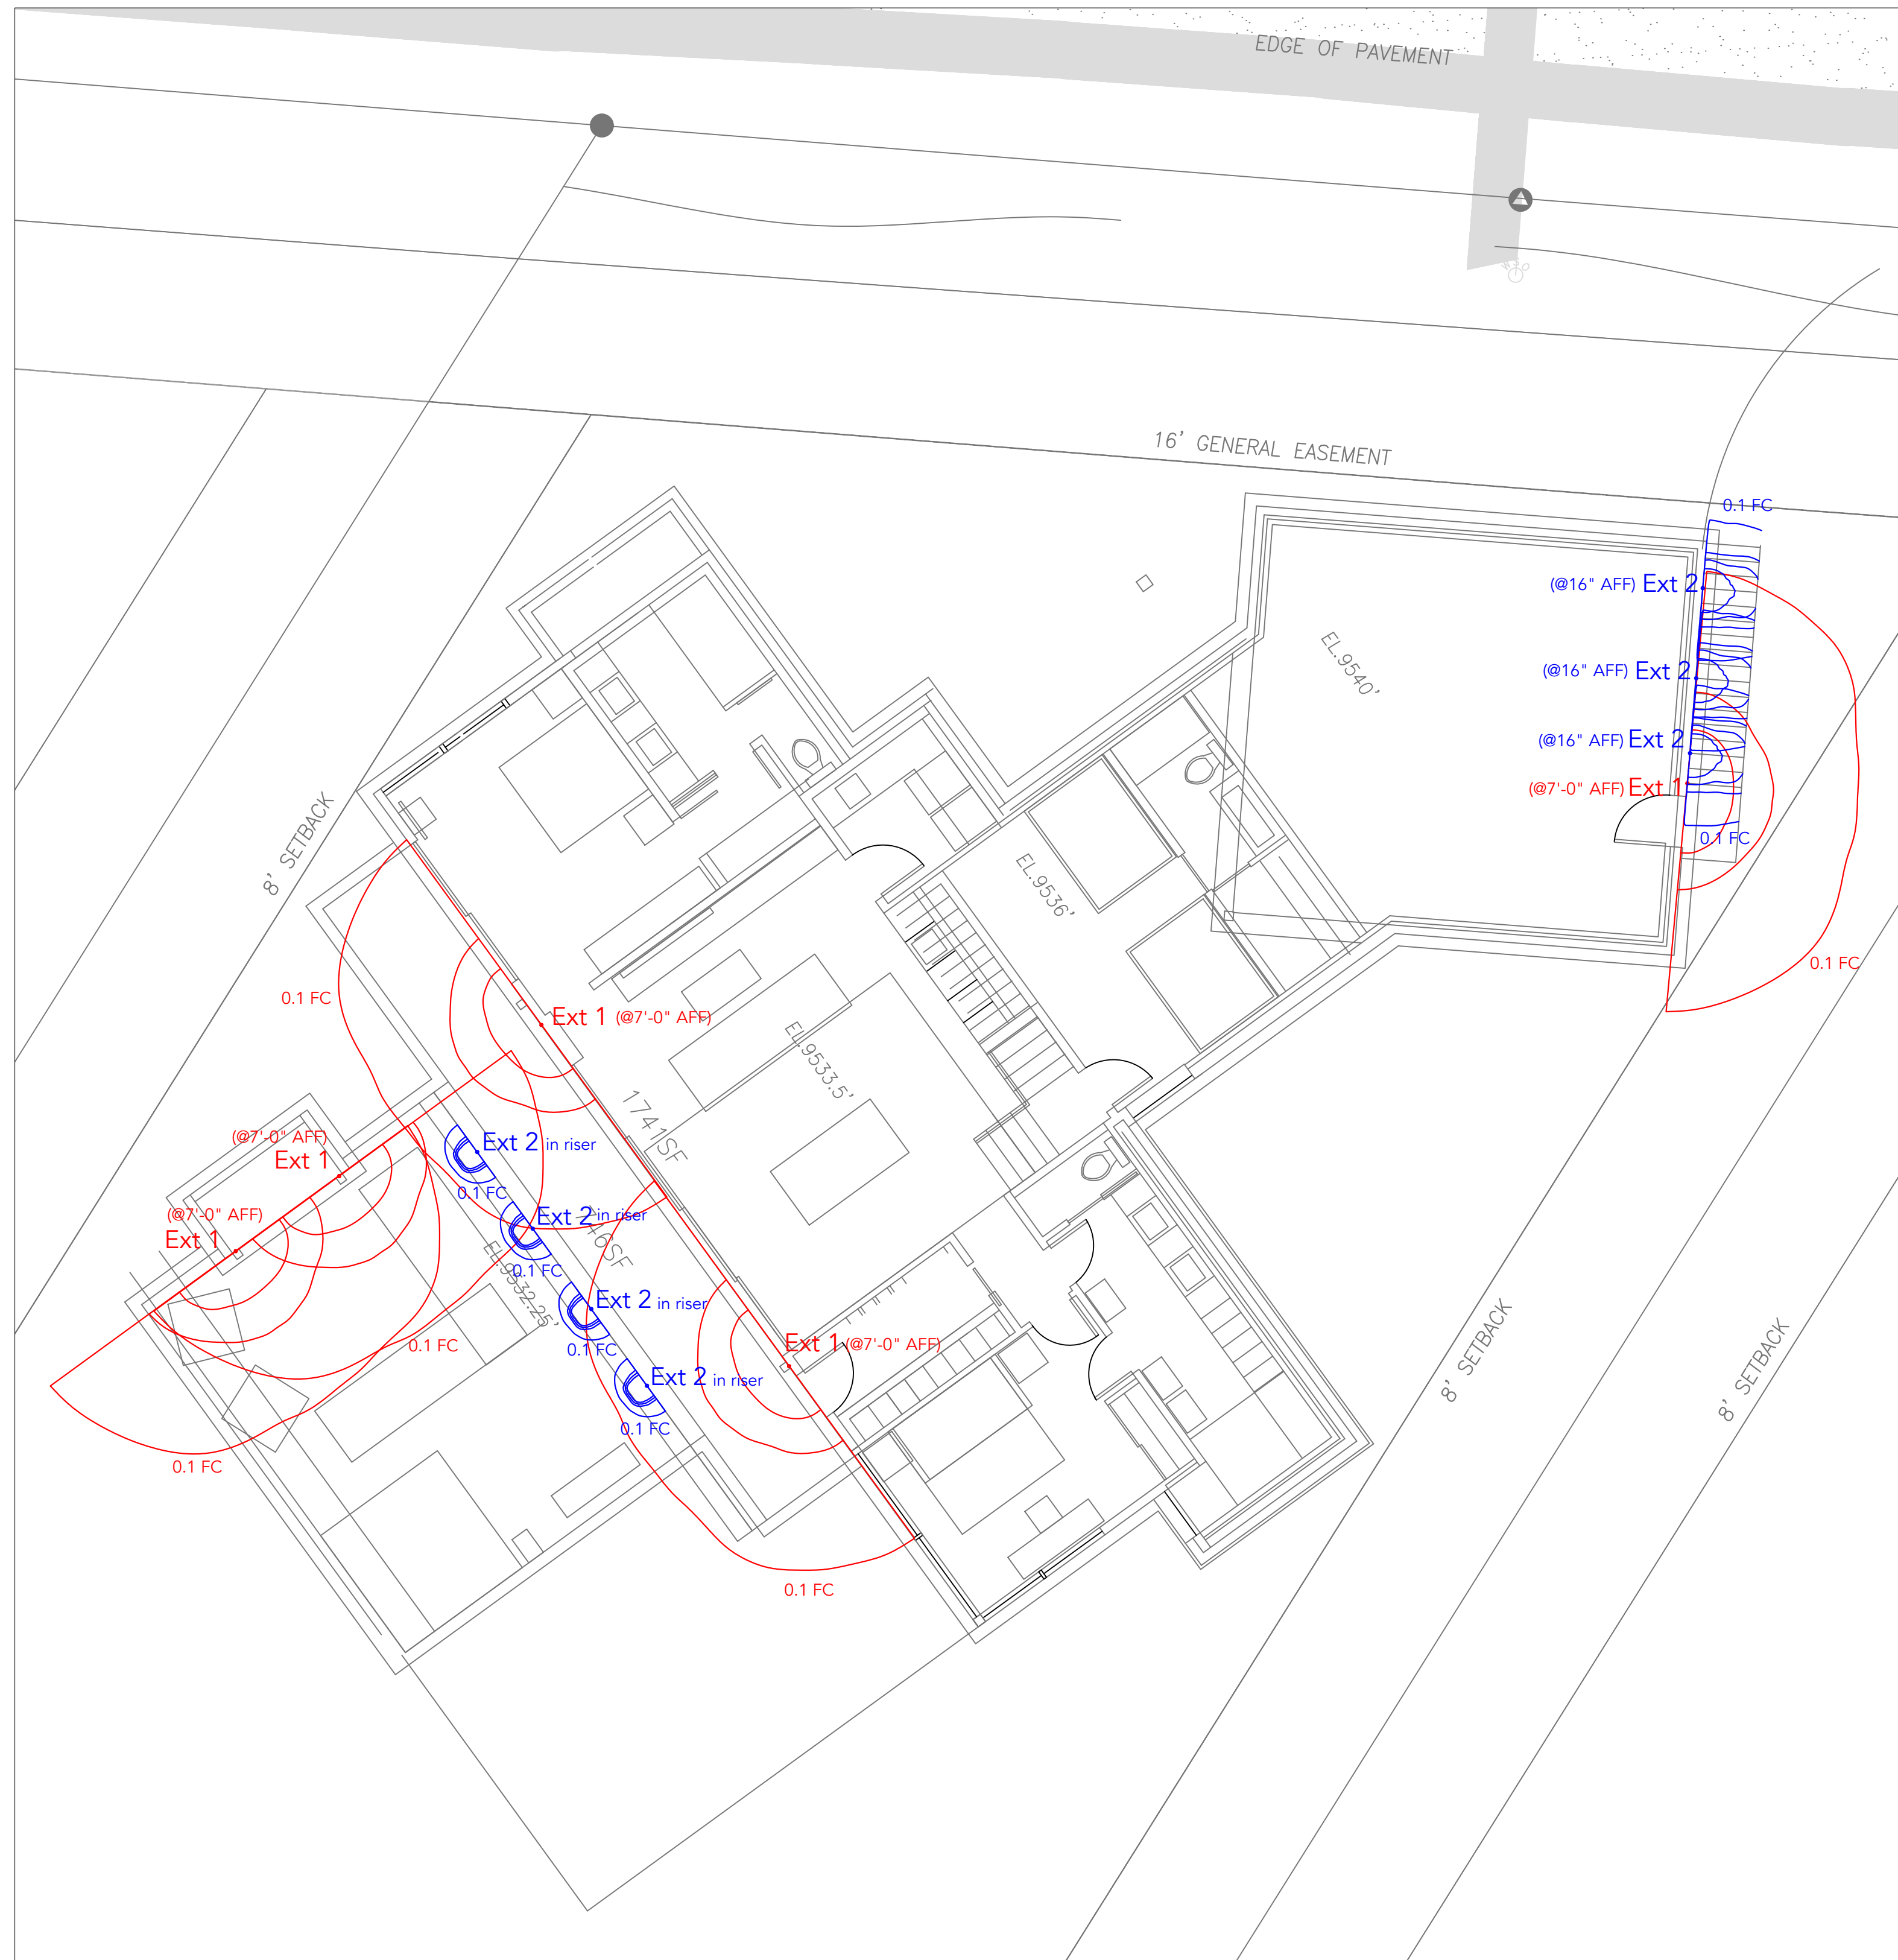 EDGE OF PAVEMENT
16' GENERAL EASEMENT
0.1 FC
(@16" AFF) Ext 2
EL.9540'
(@16" AFF) Ext 2
(@16" AFF) Ext 2
(@7'-0" AFF) Ext 1
8' SETBACK
0.1 FC
EL.9536'
0.1 FC
0.1 FC
Ext 1 (@7'-0" AFF)
EL.9533.5'
1741SF
(@7'-0" AFF)
Ext 1
Ext 2 in riser
0.1 FC
(@7'-0" AFF)
Ext 1
Ext 2 in riser
EL.9532.25'
0.1 FC
Ext 2 in riser
0.1 FC
0.1 FC
Ext 1 (@7'-0" AFF)
8' SETBACK
8' SETBACK
Ext 2 in riser
0.1 FC
0.1 FC
0.1 FC